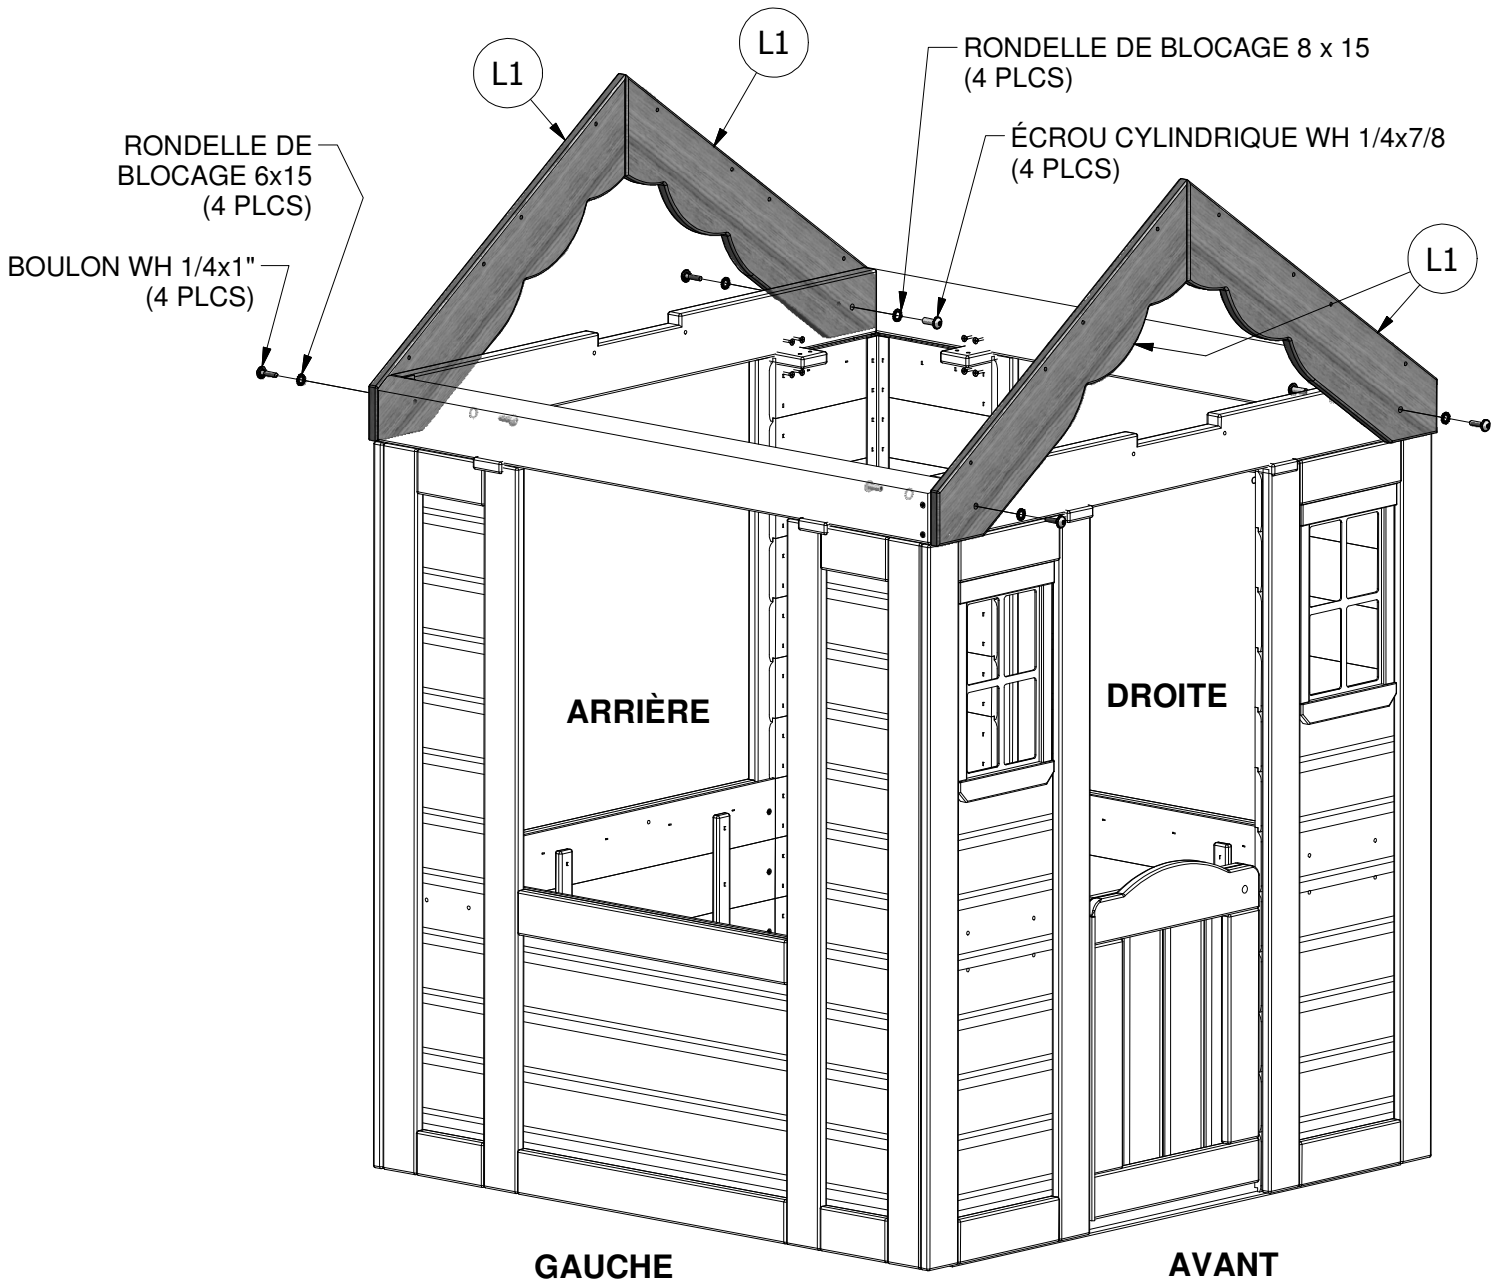 L1
L1
RONDELLE DE BLOCAGE 8 x 15
(4 PLCS)
ÉCROU CYLINDRIQUE WH 1/4x7/8
(4 PLCS)
RONDELLE DE
BLOCAGE 6x15
(4 PLCS)
BOULON WH 1/4x1"
(4 PLCS)
L1
ARRIÈRE
DROITE
GAUCHE
AVANT